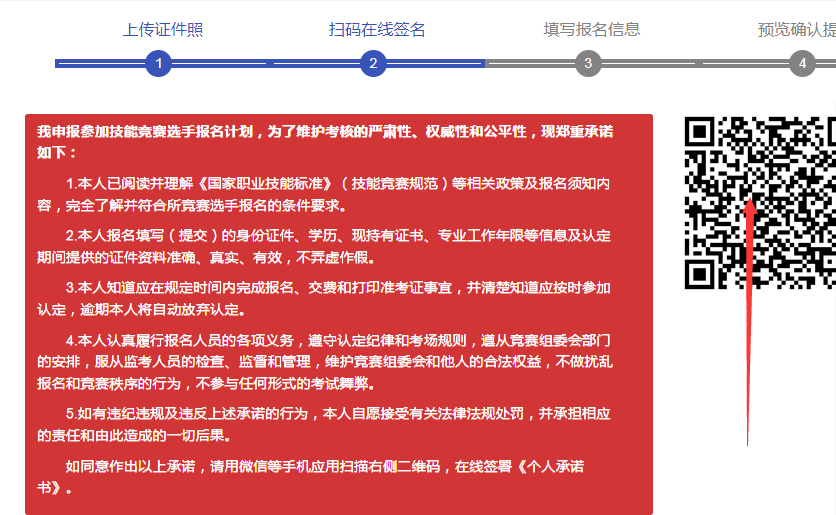 上传证件照
扫码在线签名
填写报名信息
预览确认提
1
2
3
4
我申报参加技能竞赛选手报名计划，为了维护考核的严肃性、权威性和公平性，现郑重承诺
如下：
1.本人已阅读并理解《国家职业技能标准》（技能竞赛规范）等相关政策及报名须知内
容，完全了解并符合所竞赛选手报名的条件要求。
2.本人报名填写（提交）的身份证件、学历、现持有证书、专业工作年限等信息及认定
期间提供的证件资料准确、真实、有效，不弄虚作假。
3.本人知道应在规定时间内完成报名、交费和打印准考证事宜，并清楚知道应按时参加
认定，逾期本人将自动放弃认定。
4.本人认真履行报名人员的各项义务，遵守认定纪律和考场规则，遵从竞赛组委会部门
的安排，服从监考人员的检查、监督和管理，维护竞赛组委会和他人的合法权益，不做扰乱
报名和竞赛秩序的行为，不参与任何形式的考试舞弊。
5.如有违纪违规及违反上述承诺的行为，本人自愿接受有关法律法规处罚，并承担相应
的责任和由此造成的一切后果。
如同意作出以上承诺，请用微信等手机应用扫描右侧二维码，在线签署《个人承诺
书》。